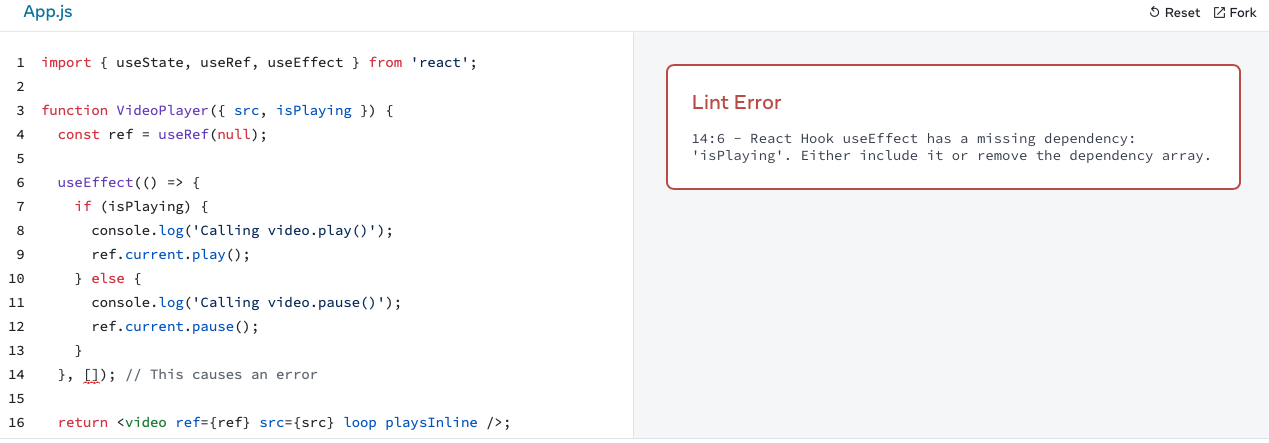 App.js
Reset
Fork
1 import { useState, useRef, useEffect } from 'react';
2
3 function VideoPlayer({ src, isPlaying }) {
4   const ref = useRef(null);
5
6   useEffect(() => {
7     if (isPlaying) {
8       console.log('Calling video.play()');
9       ref.current.play();
10     } else {
11       console.log('Calling video.pause()');
12       ref.current.pause();
13     }
14   }, []); // This causes an error
15
16   return <video ref={ref} src={src} loop playsInline />;
Lint Error
14:6 - React Hook useEffect has a missing dependency:
'isPlaying'. Either include it or remove the dependency array.